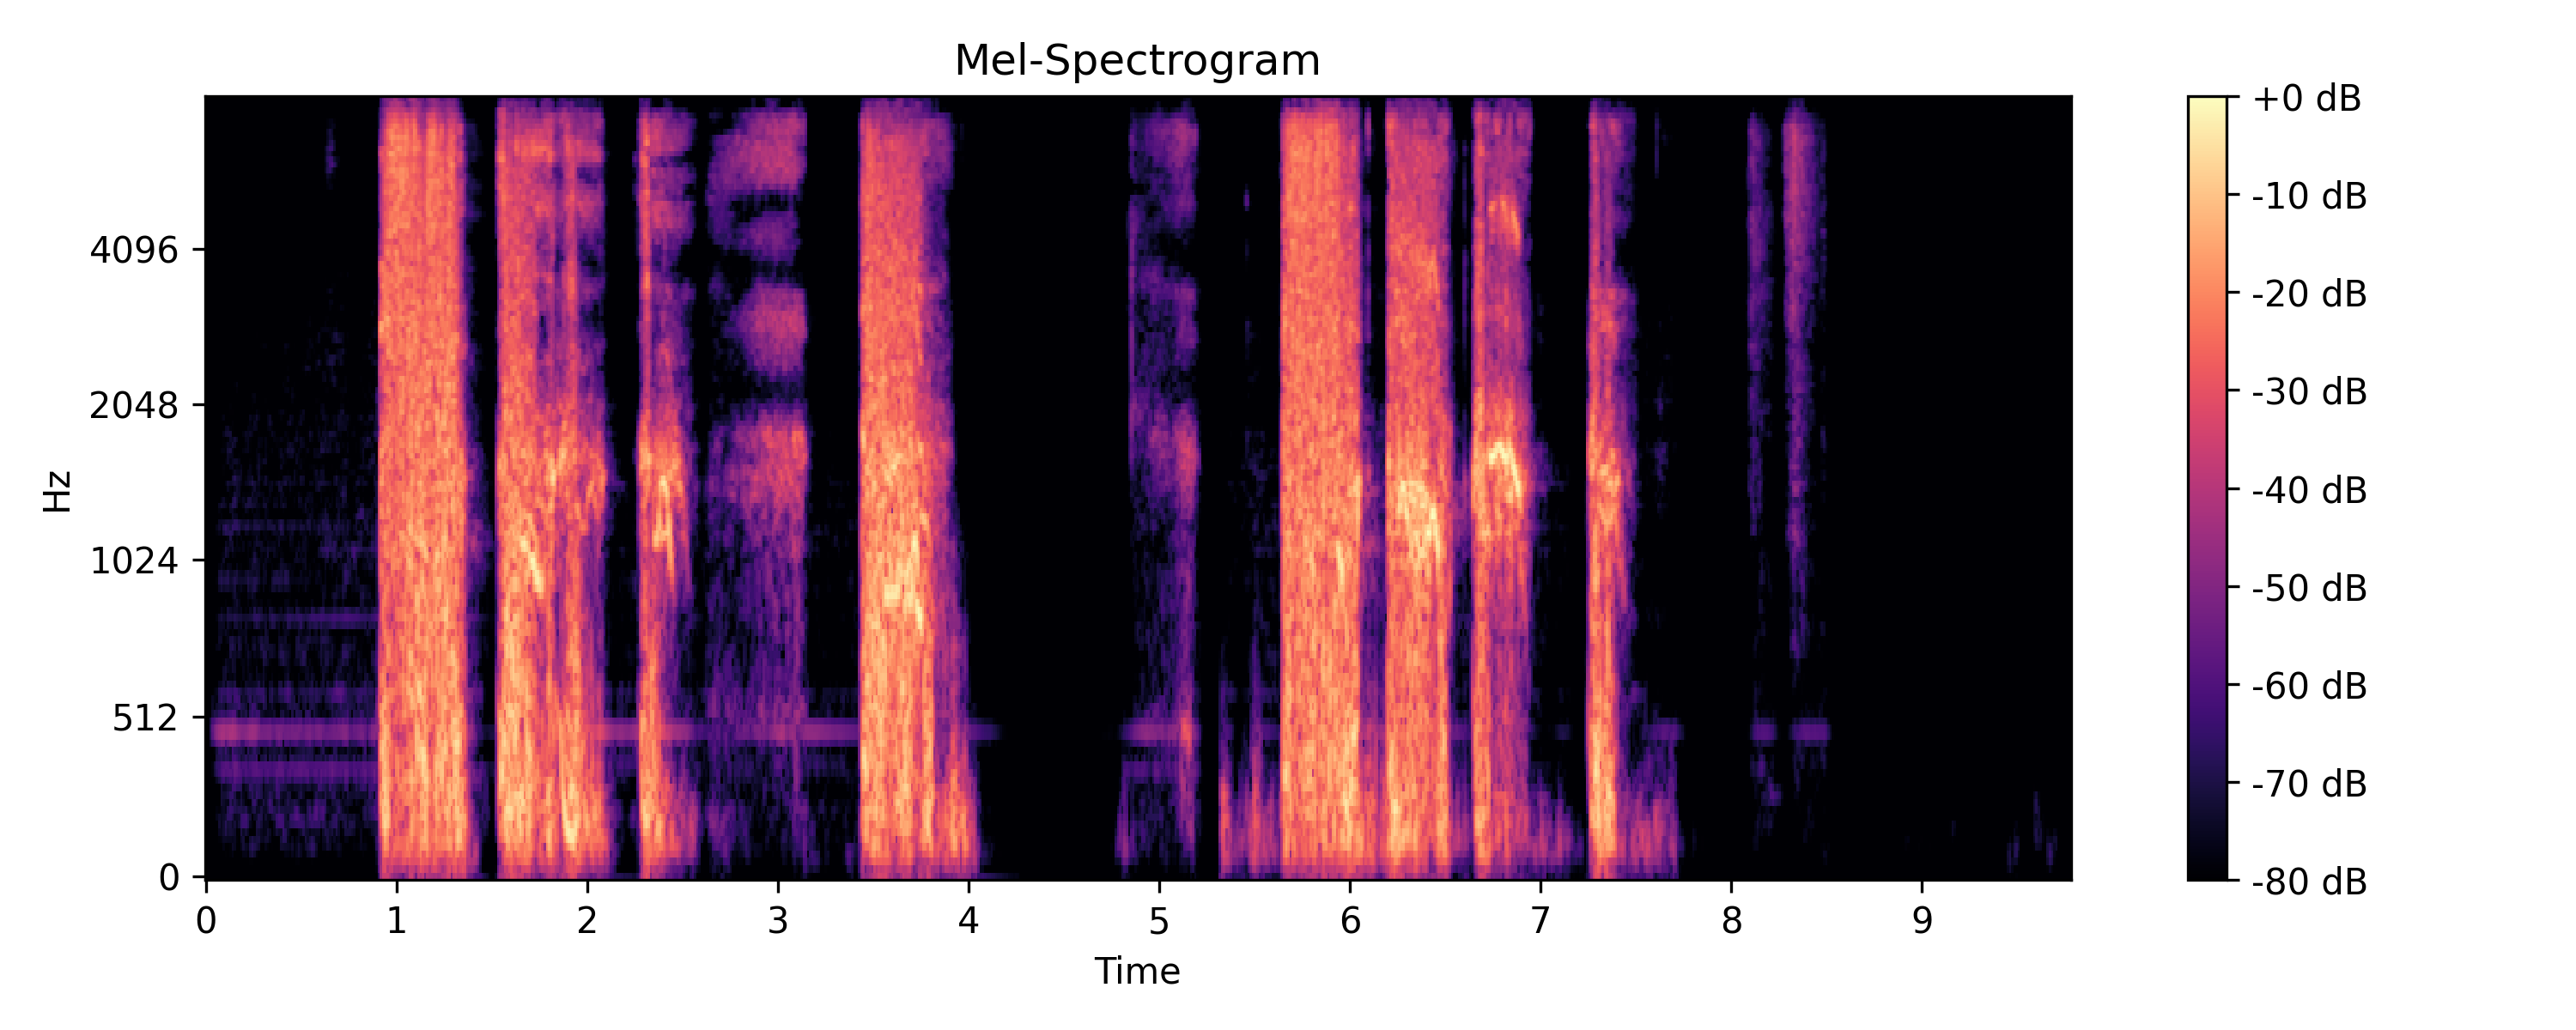 Mel-Spectrogram
+0 dB
-10 dB
-20 dB
-30 dB
-40 dB
-50 dB
-60 dB
-70 dB
-80 dB
4096
2048
1024
512
0
Hz
0 1 2 3 4 5 6 7 8 9
Time